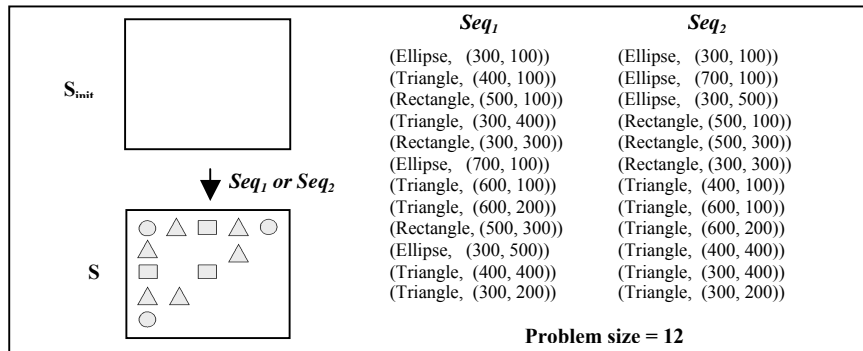 Seq1 Seq2
(Ellipse, (300, 100)) (Ellipse, (300, 100))
(Triangle, (400, 100)) (Ellipse, (700, 100))
Sinit (Rectangle, (500, 100)) (Ellipse, (300, 500))
(Triangle, (300, 400)) (Rectangle, (500, 100))
(Rectangle, (300, 300)) (Rectangle, (500, 300))
(Ellipse, (700, 100)) (Rectangle, (300, 300))
Seq1 or Seq2 (Triangle, (600, 100)) (Triangle, (400, 100))
(Triangle, (600, 200)) (Triangle, (600, 100))
(Rectangle, (500, 300)) (Triangle, (600, 200))
S (Ellipse, (300, 500)) (Triangle, (400, 400))
(Triangle, (400, 400)) (Triangle, (300, 400))
(Triangle, (300, 200)) (Triangle, (300, 200))
Problem size = 12